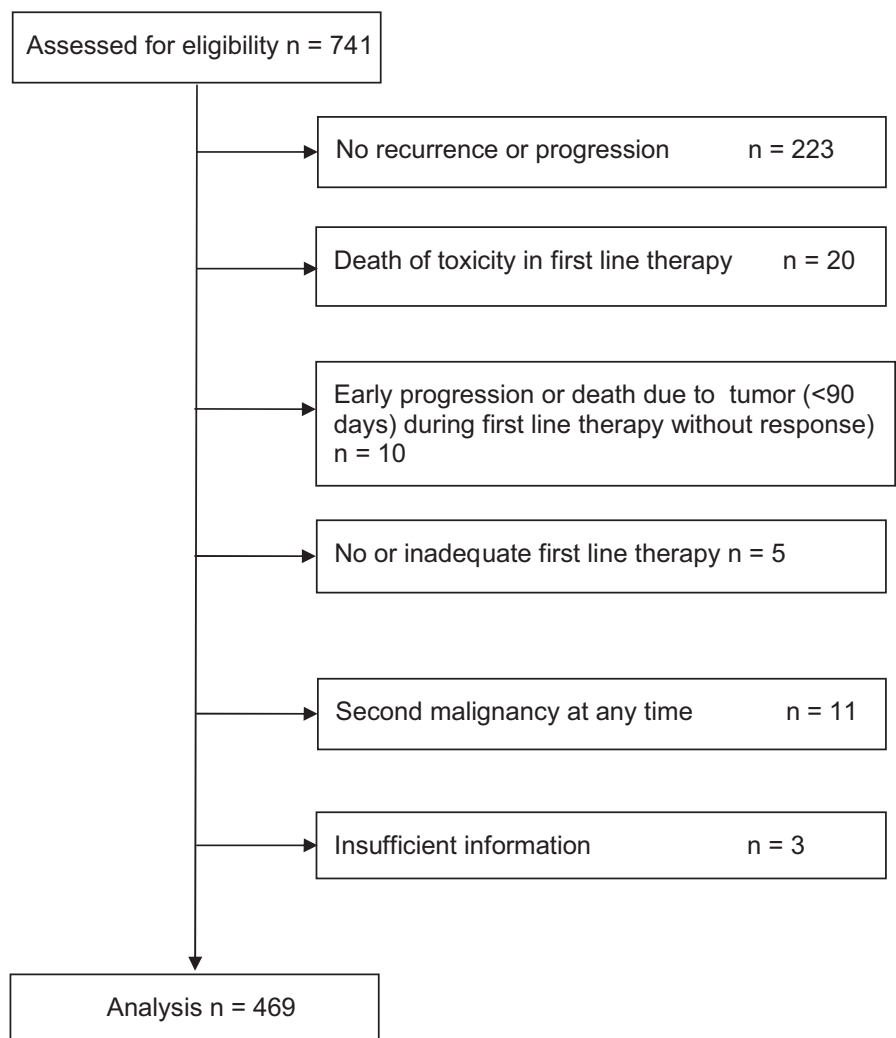 Assessed for eligibility n = 741
No recurrence or progression n = 223
Death of toxicity in first line therapy n = 20
Early progression or death due to tumor (<90
days) during first line therapy without response)
n = 10
No or inadequate first line therapy n = 5
Second malignancy at any time n = 11
Insufficient information n = 3
Analysis n = 469